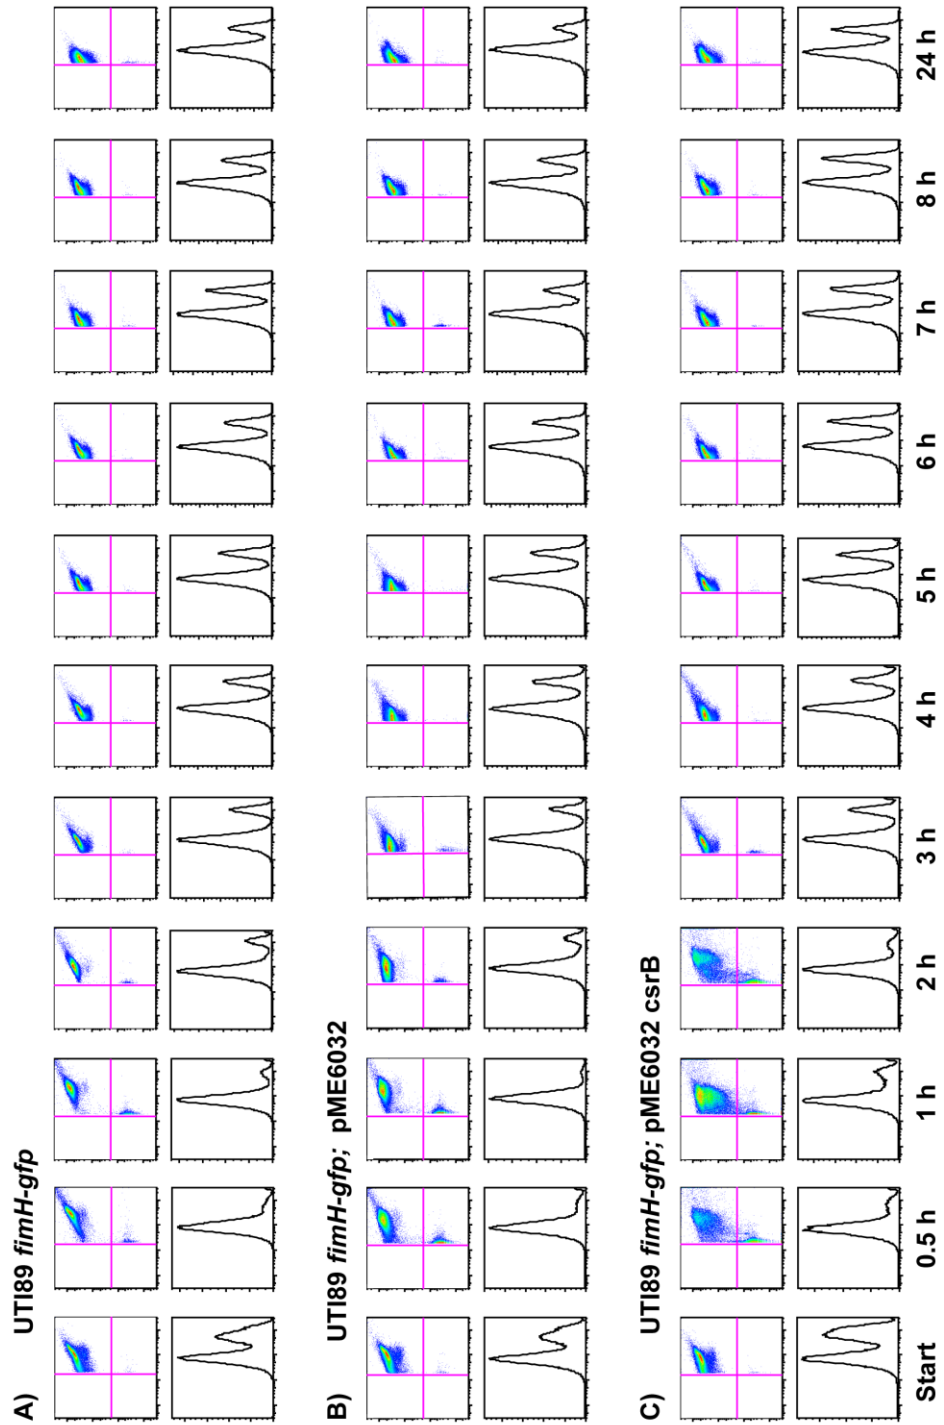 A) UTI89 fimH-gfp
B) UTI89 fimH-gfp; pME6032
C) UTI89 fimH-gfp; pME6032 csrB
Start 0.5 h 1 h 2 h 3 h 4 h 5 h 6 h 7 h 8 h 24 h